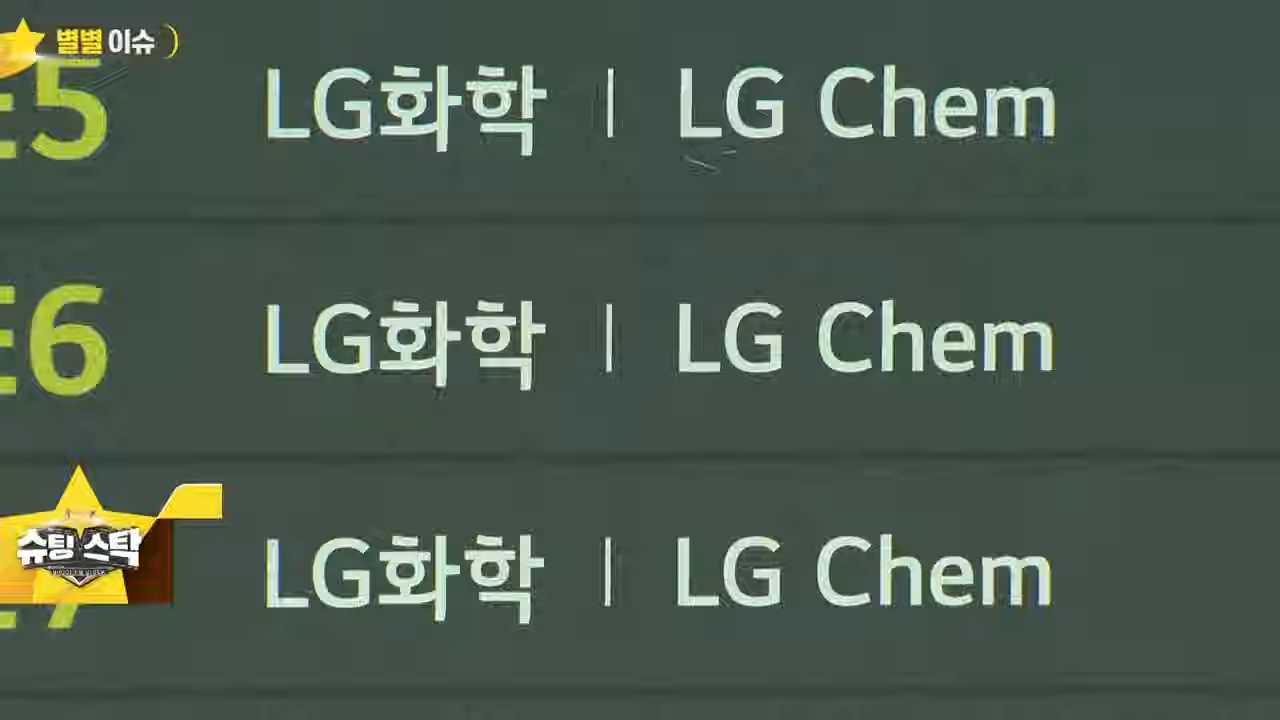 별별 이슈
E5 LG화학 | LG Chem
E6 LG화학 | LG Chem
슈팅 스탁
E7 LG화학 | LG Chem